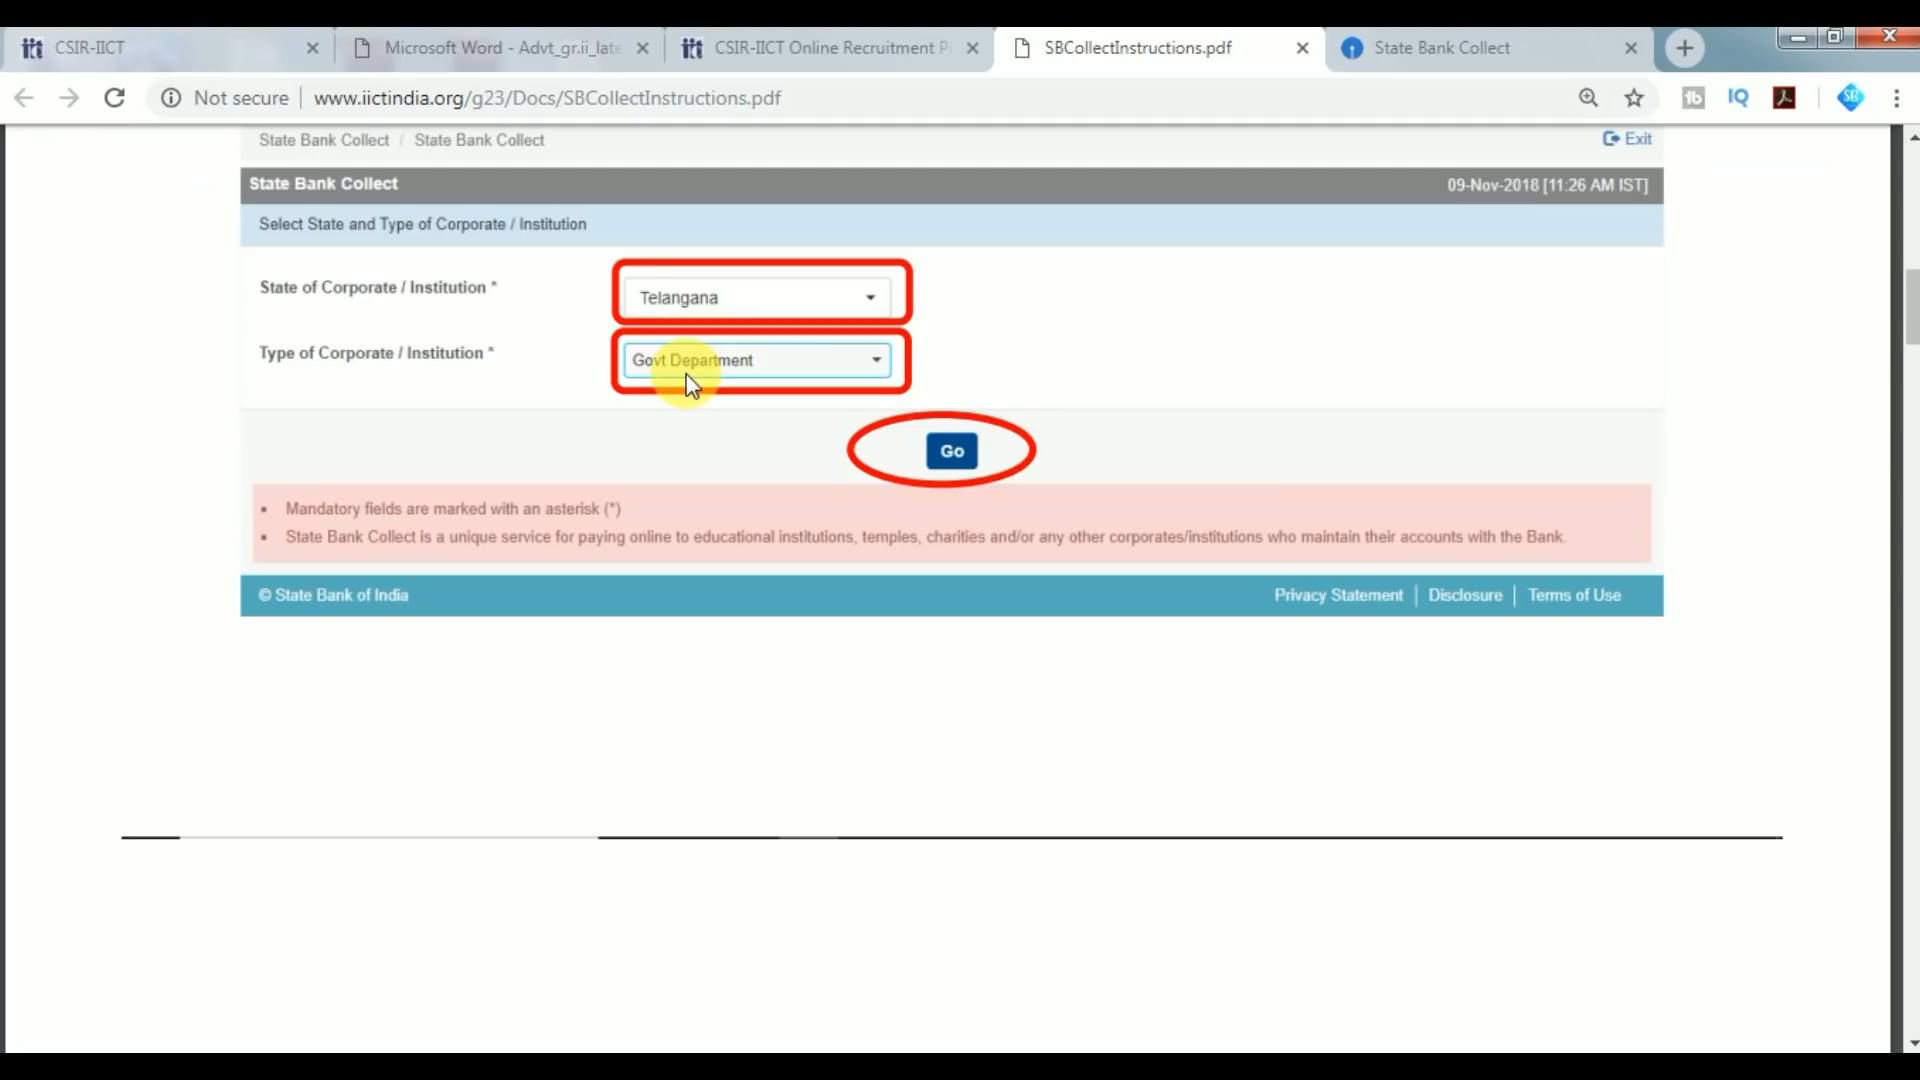 CSIR-IICT
Microsoft Word - Advt_gr.ii_late
CSIR-IICT Online Recruitment P
SBCollectInstructions.pdf
State Bank Collect
Not secure
www.iictindia.org/g23/Docs/SBCollectInstructions.pdf
State Bank Collect / State Bank Collect
Exit
State Bank Collect
09-Nov-2018 [11:26 AM IST]
Select State and Type of Corporate / Institution
State of Corporate / Institution *
Telangana
Type of Corporate / Institution *
Govt Department
Go
Mandatory fields are marked with an asterisk (*)
State Bank Collect is a unique service for paying online to educational institutions, temples, charities and/or any other corporates/institutions who maintain their accounts with the Bank.
© State Bank of India
Privacy Statement | Disclosure | Terms of Use